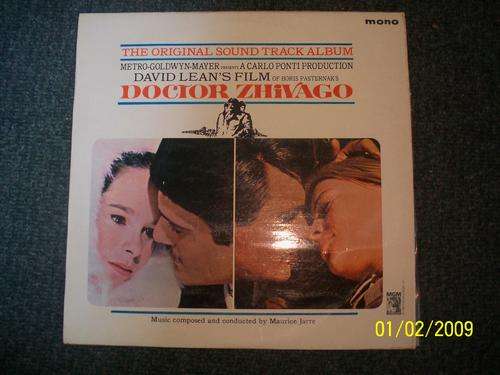 mono
THE ORIGINAL SOUND TRACK ALBUM
METRO-GOLDWYN-MAYER PRESENTS A CARLO PONTI PRODUCTION
DAVID LEAN'S FILM OF BORIS PASTERNAK'S
DOCTOR ZHiVAGO
MGM
Music composed and conducted by Maurice Jarre
01/02/2009